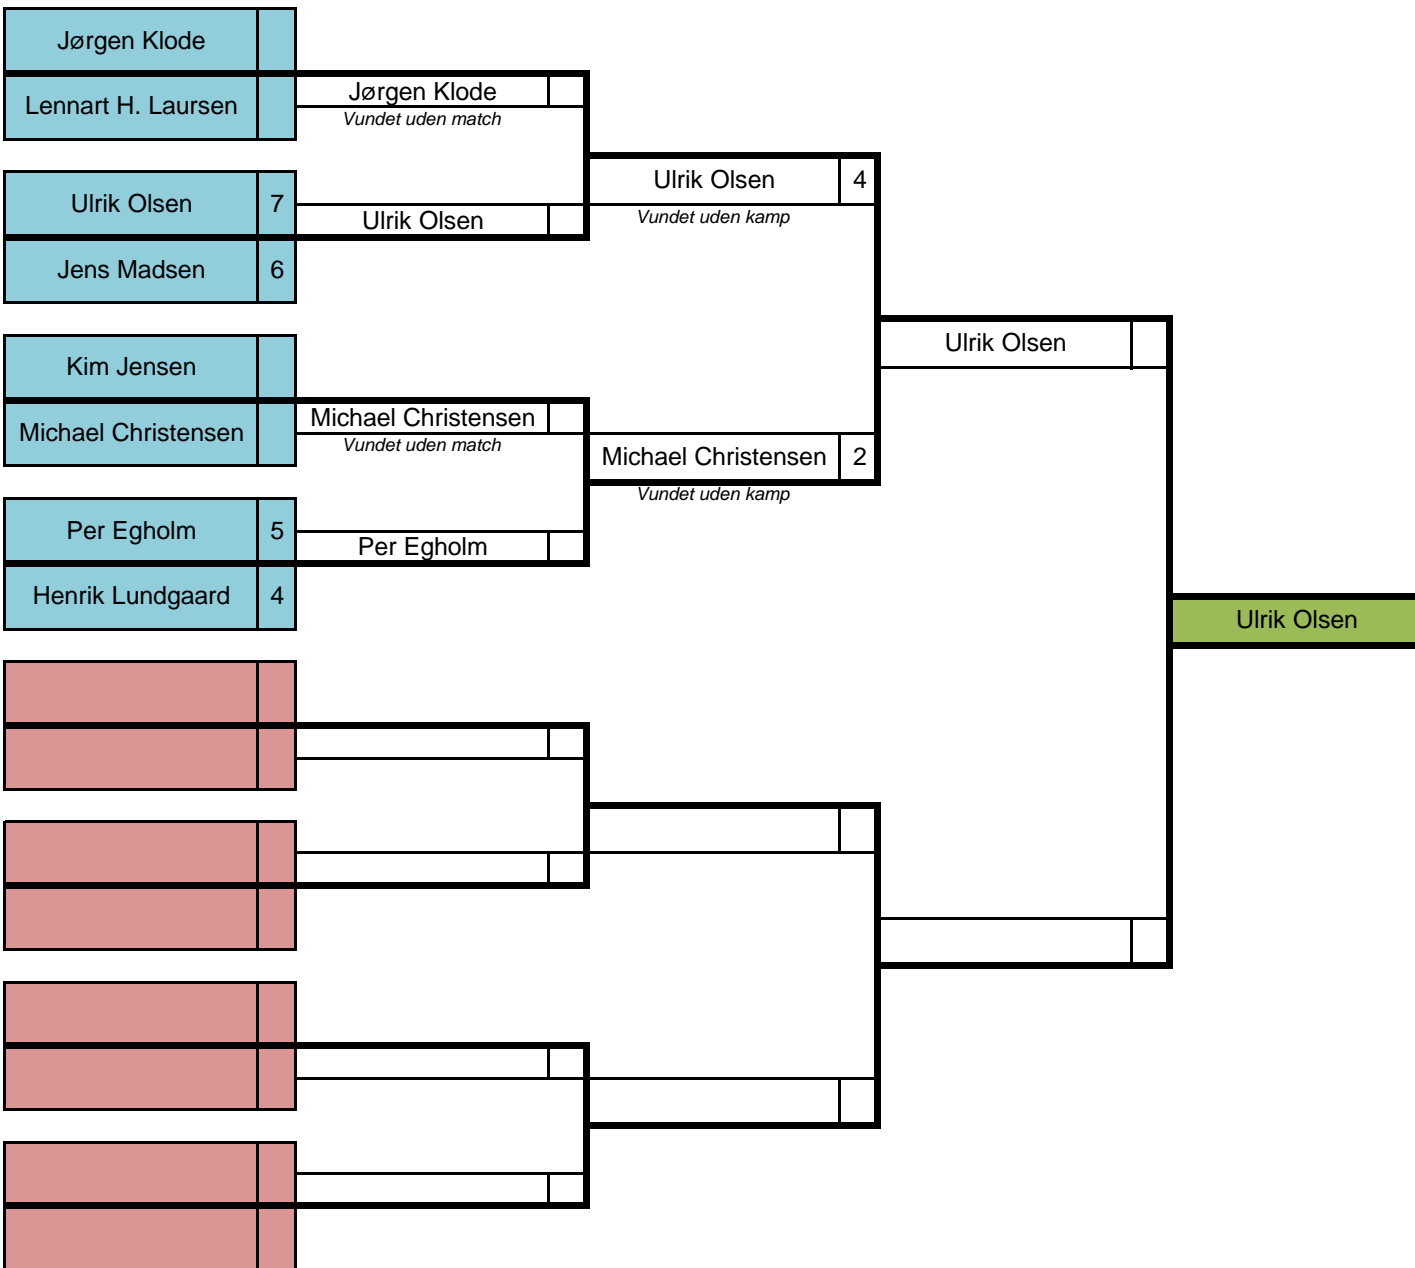 Jørgen Klode
Lennart H. Laursen
Jørgen Klode
Vundet uden match
Ulrik Olsen 7
Jens Madsen 6
Ulrik Olsen
Ulrik Olsen 4
Vundet uden kamp
Kim Jensen
Michael Christensen
Michael Christensen
Vundet uden match
Michael Christensen 2
Vundet uden kamp
Per Egholm 5
Henrik Lundgaard 4
Per Egholm
Ulrik Olsen
Ulrik Olsen